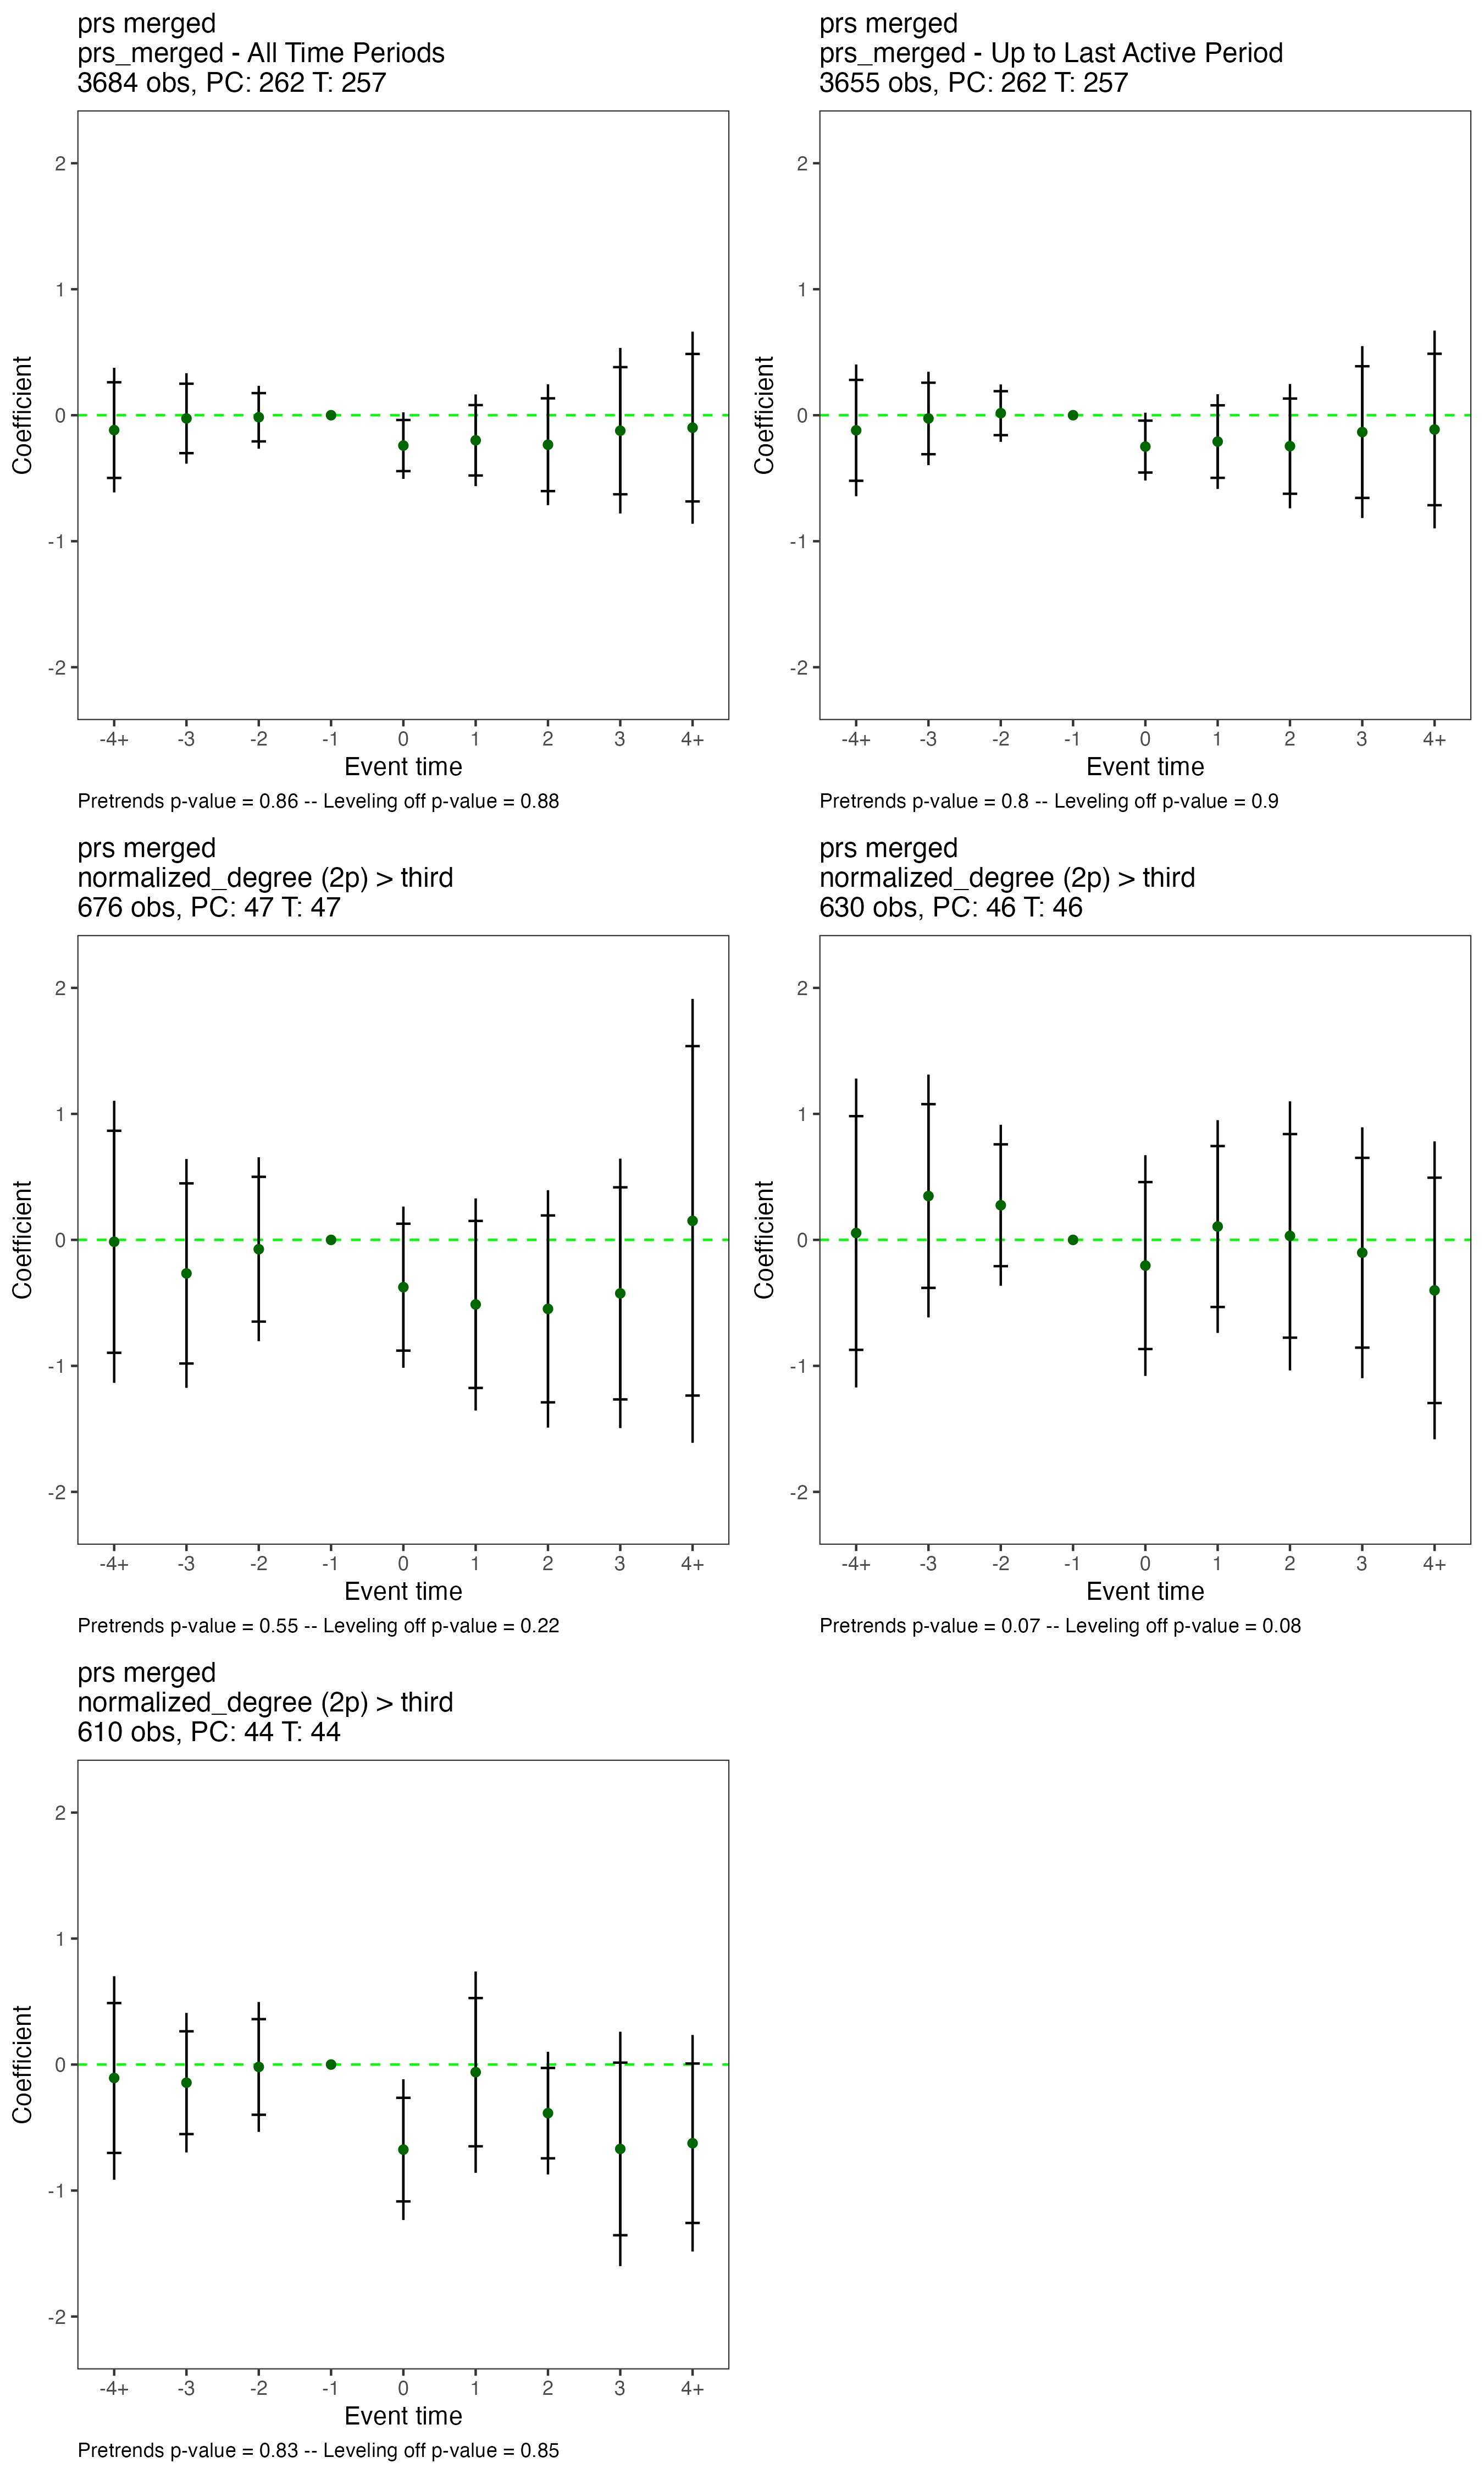 prs merged
prs_merged - All Time Periods
3684 obs, PC: 262 T: 257
Coefficient
2
1
0
-1
-2
-4+ -3 -2 -1 0 1 2 3 4+
Event time
Pretrends p-value = 0.86 -- Leveling off p-value = 0.88
prs merged
prs_merged - Up to Last Active Period
3655 obs, PC: 262 T: 257
Coefficient
2
1
0
-1
-2
-4+ -3 -2 -1 0 1 2 3 4+
Event time
Pretrends p-value = 0.8 -- Leveling off p-value = 0.9
prs merged
normalized_degree (2p) > third
676 obs, PC: 47 T: 47
Coefficient
2
1
0
-1
-2
-4+ -3 -2 -1 0 1 2 3 4+
Event time
Pretrends p-value = 0.55 -- Leveling off p-value = 0.22
prs merged
normalized_degree (2p) > third
630 obs, PC: 46 T: 46
Coefficient
2
1
0
-1
-2
-4+ -3 -2 -1 0 1 2 3 4+
Event time
Pretrends p-value = 0.07 -- Leveling off p-value = 0.08
prs merged
normalized_degree (2p) > third
610 obs, PC: 44 T: 44
Coefficient
2
1
0
-1
-2
-4+ -3 -2 -1 0 1 2 3 4+
Event time
Pretrends p-value = 0.83 -- Leveling off p-value = 0.85